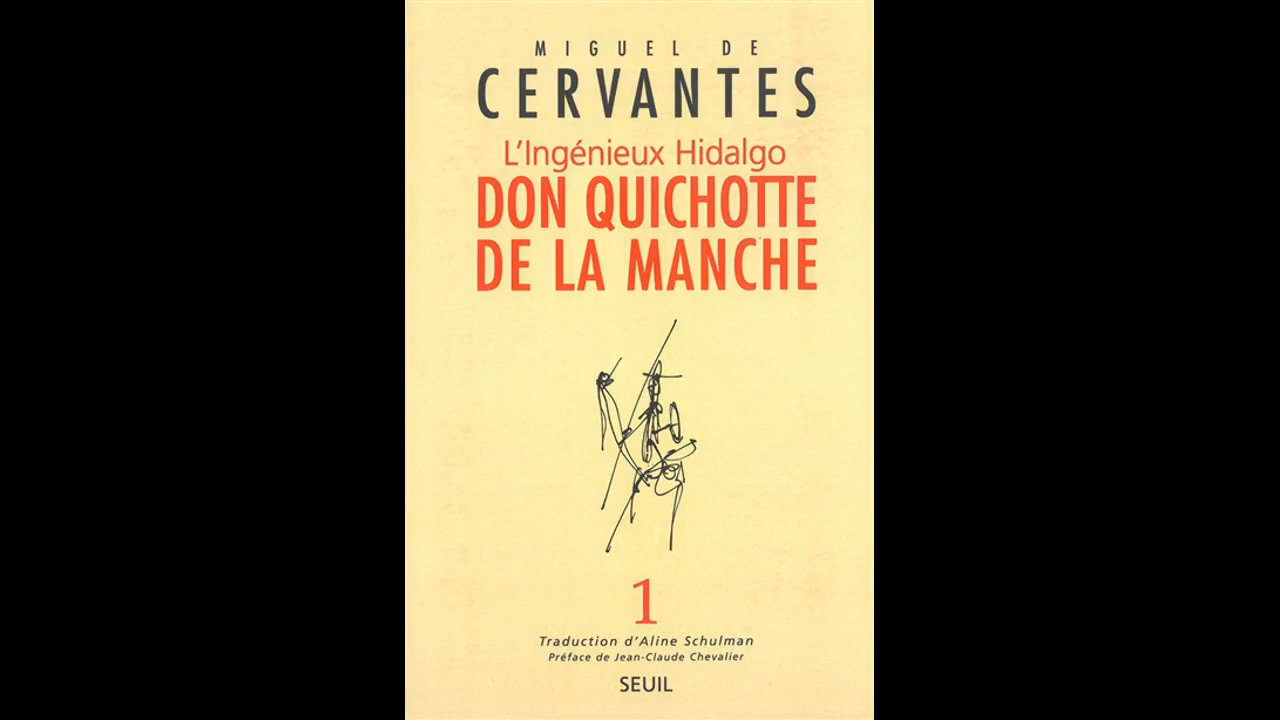 MIGUEL DE
CERVANTES
L'Ingénieux Hidalgo
DON QUICHOTTE
DE LA MANCHE
1
Traduction d'Aline Schulman
Préface de Jean-Claude Chevalier
SEUIL